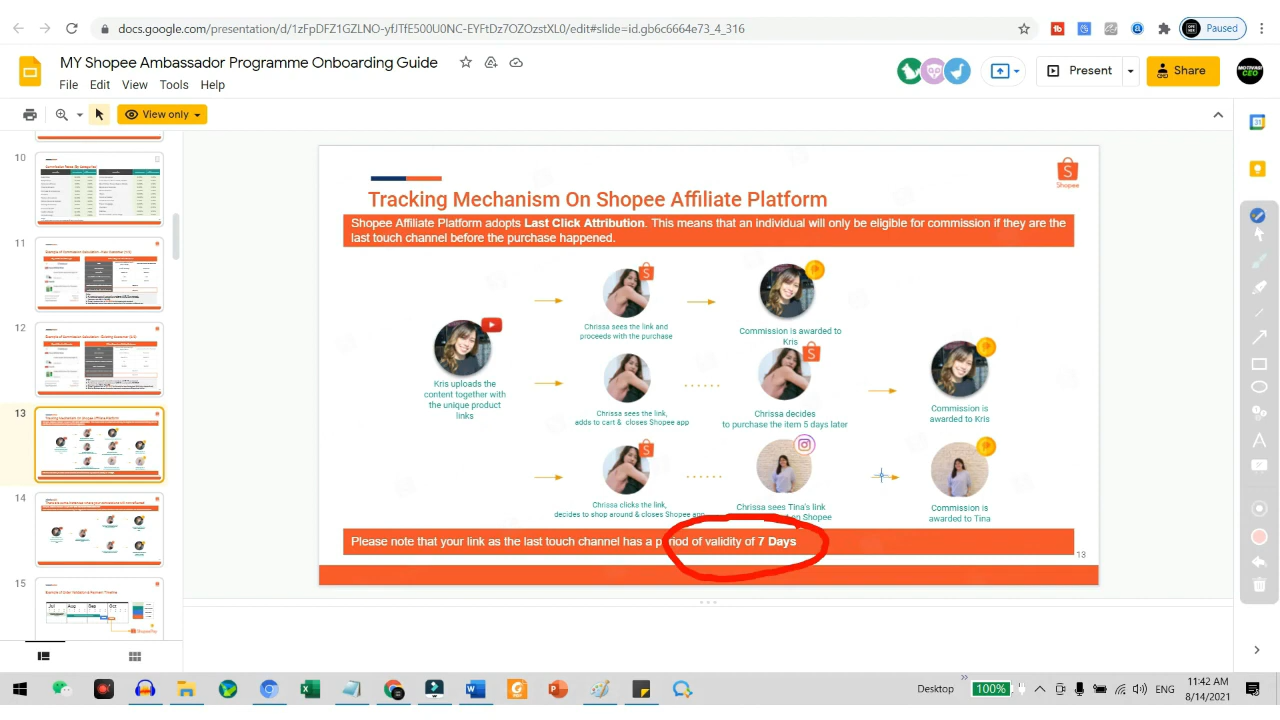 docs.google.com/presentation/d/1zFpDFZ1GZLNO-yfJTfE500U0NC-EYFtDz7OZOzstXL0/edit#slide=id.gb6c6664e73_4_316
Paused
MY Shopee Ambassador Programme Onboarding Guide
File Edit View Tools Help
Present
Share
MOTIVASI
CEO
View only
10
11
12
13
14
15
Tracking Mechanism On Shopee Affiliate Platform
Shopee
Shopee Affiliate Platform adopts Last Click Attribution. This means that an individual will only be eligible for commission if they are the
last touch channel before the purchase happened.
Chrissa sees the link and
proceeds with the purchase
Commission is awarded to
Kris
Kris uploads the
content together with
the unique product
links
Chrissa sees the link,
adds to cart & closes Shopee app
Chrissa decides
to purchase the item 5 days later
Commission is
awarded to Kris
Chrissa clicks the link,
decides to shop around & closes Shopee app
Chrissa sees Tina's link
on Shopee
Commission is
awarded to Tina
Please note that your link as the last touch channel has a period of validity of 7 Days
13
Desktop
100%
ENG
11:42 AM
8/14/2021